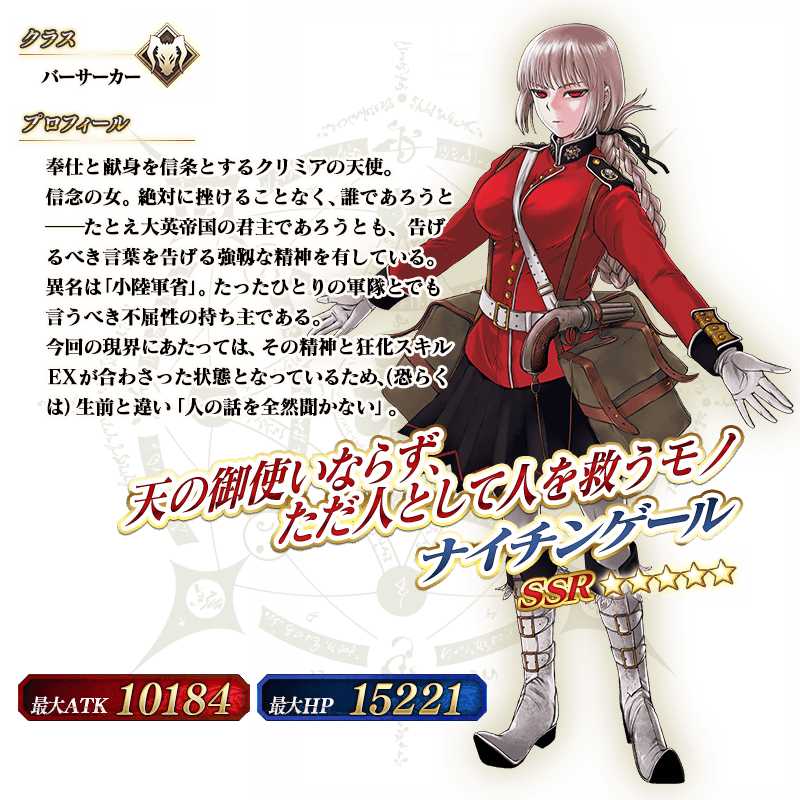 クラス
バーサーカー
プロフィール
奉仕と献身を信条とするクリミアの天使。
信念の女。絶対に挫けることなく、誰であろうと
──たとえ大英帝国の君主であろうとも、告げ
るべき言葉を告げる強靱な精神を有している。
異名は「小陸軍省」。たったひとりの軍隊とでも
言うべき不屈性の持ち主である。
今回の現界にあたっては、その精神と狂化スキル
EXが合わさった状態となっているため、(恐らく
は)生前と違い「人の話を全然聞かない」。
天の御使いならず、
ただ人として人を救うモノ
ナイチンゲール
SSR ☆☆☆☆☆
最大ATK 10184
最大HP 15221